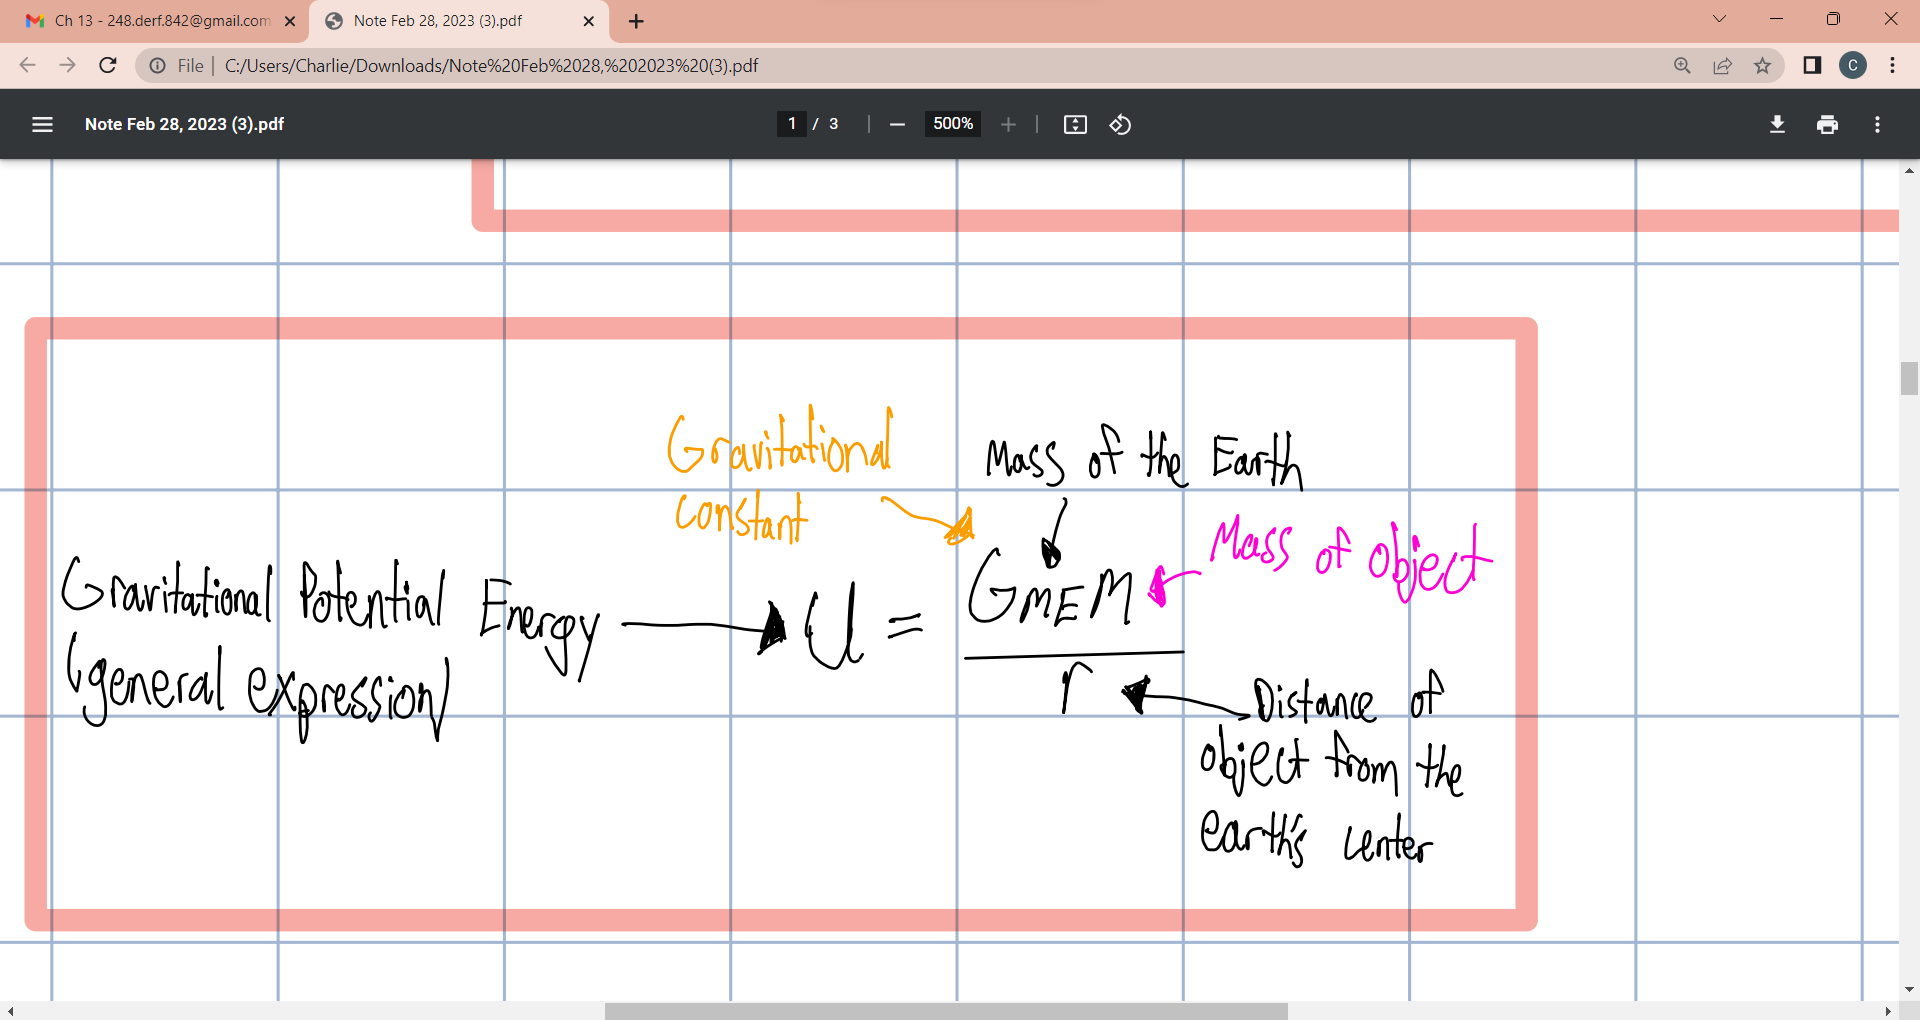 Ch 13 - 248.derf.842@gmail.com
Note Feb 28, 2023 (3).pdf
File
C:/Users/Charlie/Downloads/Note%20Feb%2028,%202023%20(3).pdf
C
Note Feb 28, 2023 (3).pdf
1 / 3
500%
Gravitational
constant
Mass of the Earth
Mass of object
Gravitational Potential Energy
(general expression)
U = GMEM
r
Distance of
object from the
earth's center